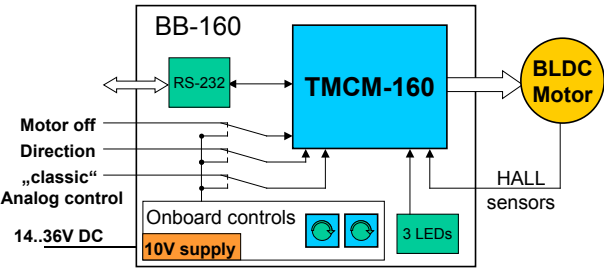 BB-160
RS-232
TMCM-160
BLDC
Motor
Motor off
Direction
„classic“
Analog control
HALL
sensors
Onboard controls
3 LEDs
14..36V DC
10V supply